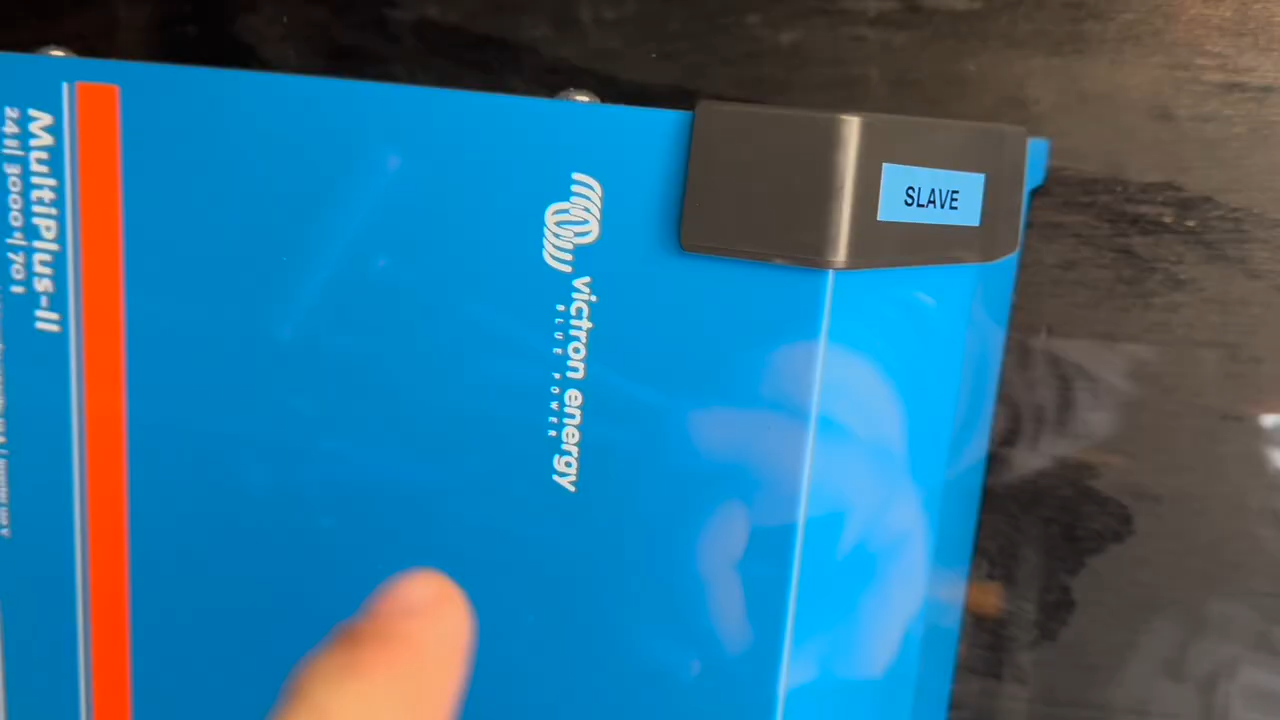 MultiPlus-II
24 | 3000 | 70 |
victron energy
BLUE POWER
SLAVE